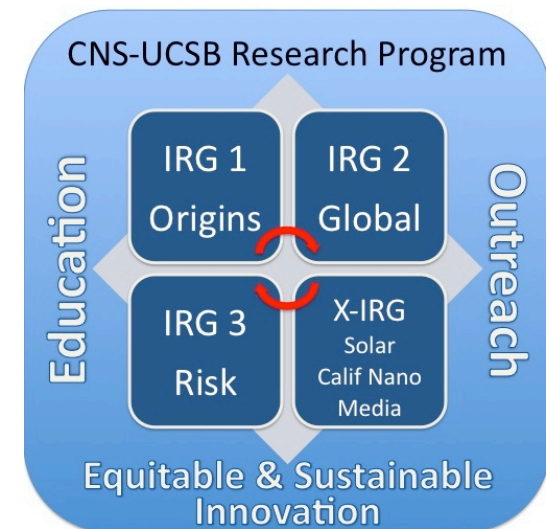 CNS-UCSB Research Program
Education
IRG 1
Origins
IRG 2
Global
Outreach
IRG 3
Risk
X-IRG
Solar
Calif Nano
Media
Equitable & Sustainable
Innovation